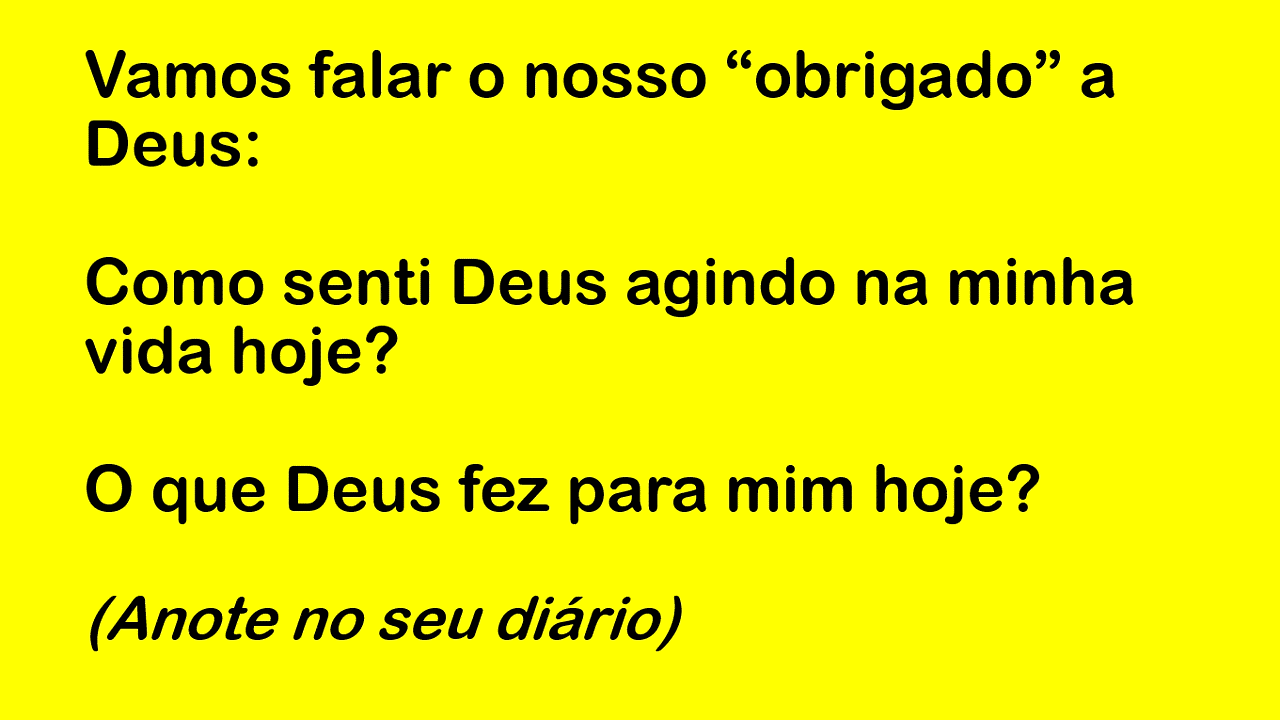 Vamos falar o nosso “obrigado” a
Deus:
Como senti Deus agindo na minha
vida hoje?
O que Deus fez para mim hoje?
(Anote no seu diário)